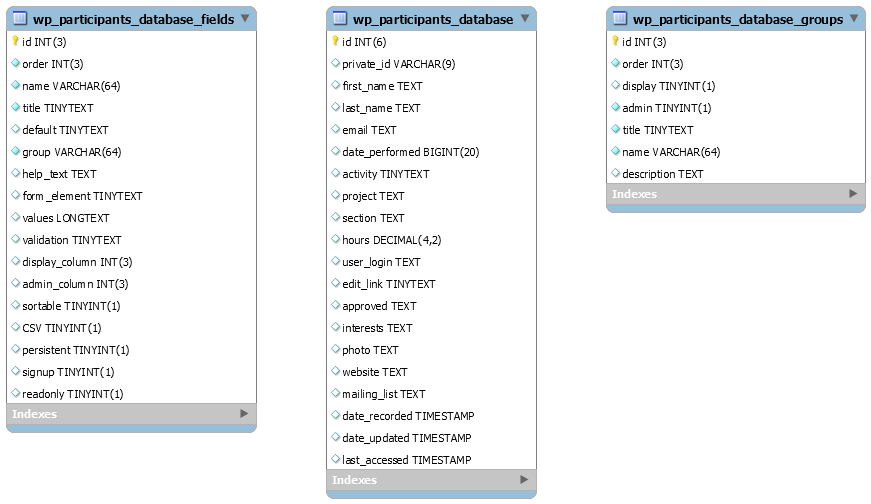 wp_participants_database_fields
id INT(3)
order INT(3)
name VARCHAR(64)
title TINYTEXT
default TINYTEXT
group VARCHAR(64)
help_text TEXT
form_element TINYTEXT
values LONGTEXT
validation TINYTEXT
display_column INT(3)
admin_column INT(3)
sortable TINYINT(1)
CSV TINYINT(1)
persistent TINYINT(1)
signup TINYINT(1)
readonly TINYINT(1)
Indexes
wp_participants_database
id INT(6)
private_id VARCHAR(9)
first_name TEXT
last_name TEXT
email TEXT
date_performed BIGINT(20)
activity TINYTEXT
project TEXT
section TEXT
hours DECIMAL(4,2)
user_login TEXT
edit_link TINYTEXT
approved TEXT
interests TEXT
photo TEXT
website TEXT
mailing_list TEXT
date_recorded TIMESTAMP
date_updated TIMESTAMP
last_accessed TIMESTAMP
Indexes
wp_participants_database_groups
id INT(3)
order INT(3)
display TINYINT(1)
admin TINYINT(1)
title TINYTEXT
name VARCHAR(64)
description TEXT
Indexes